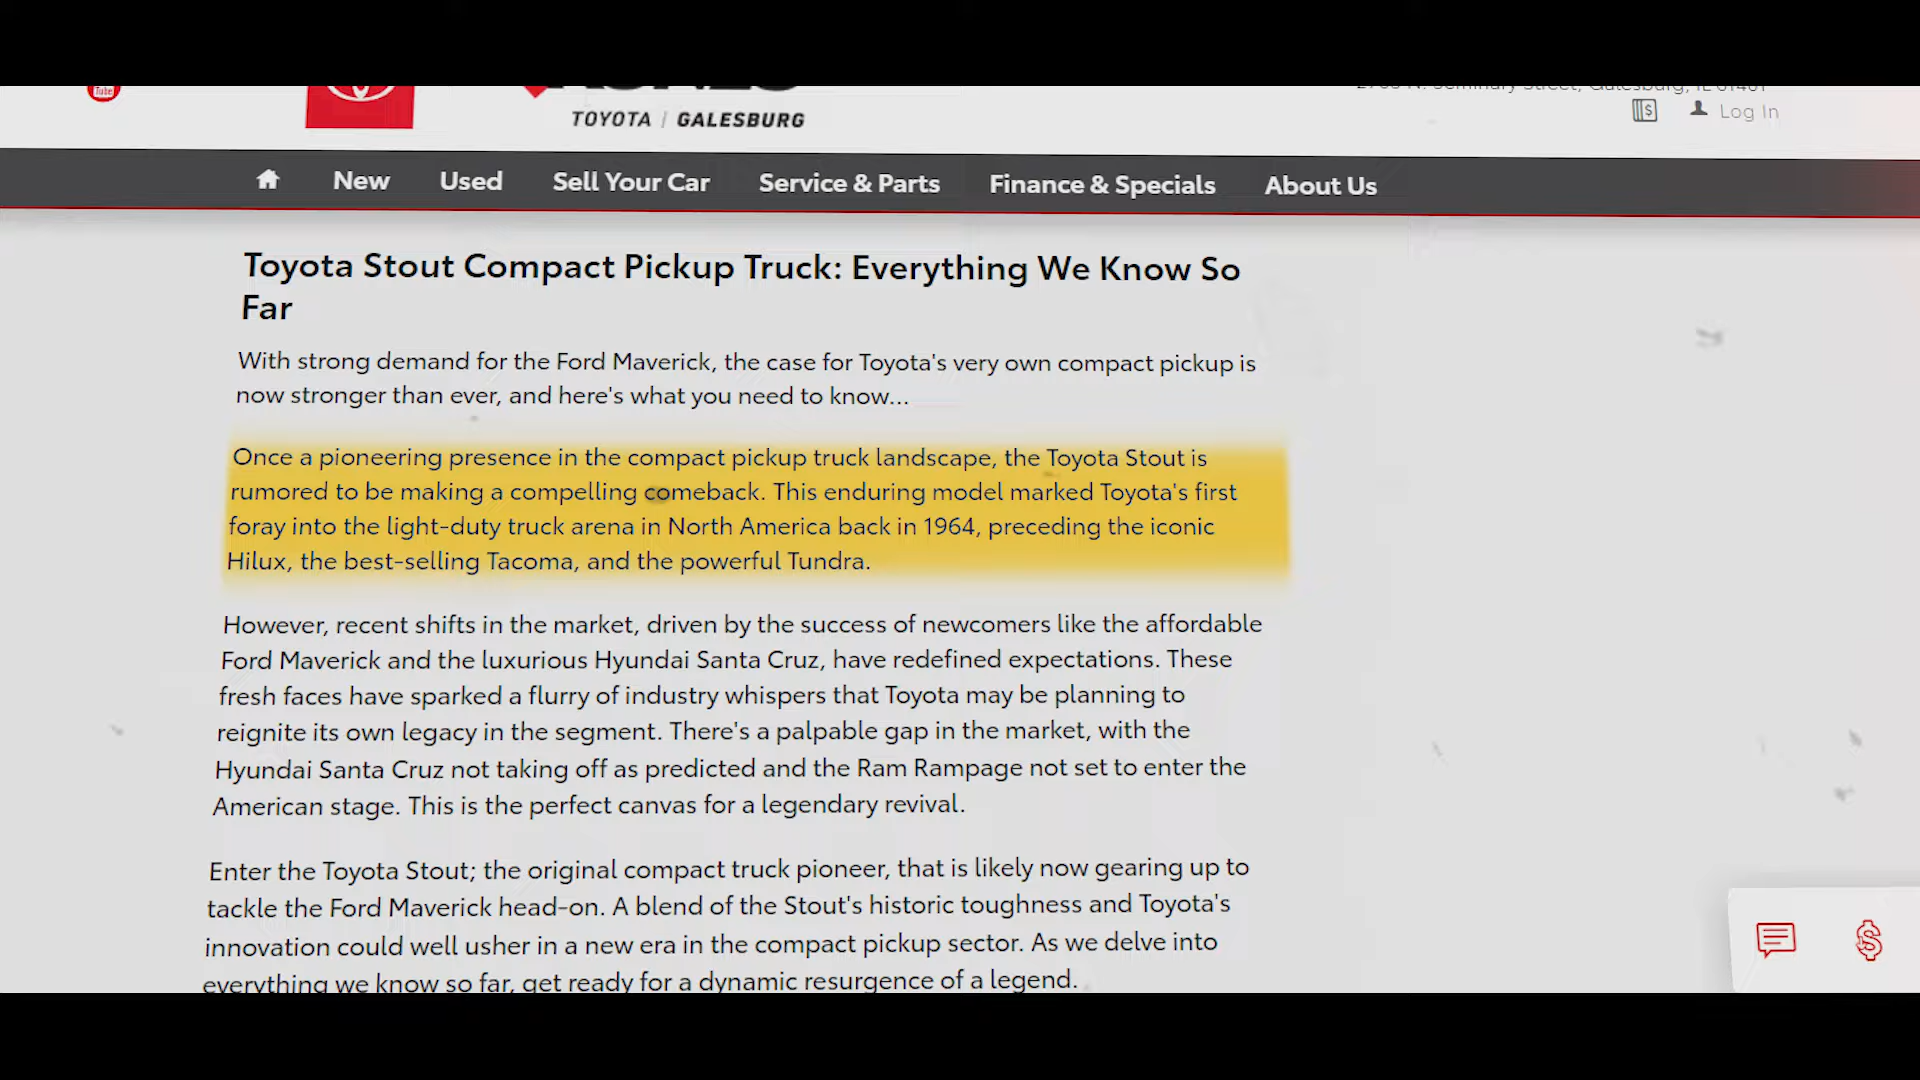 Tube
TOYOTA | GALESBURG
Log In
New Used Sell Your Car Service & Parts Finance & Specials About Us
Toyota Stout Compact Pickup Truck: Everything We Know So
Far
With strong demand for the Ford Maverick, the case for Toyota's very own compact pickup is
now stronger than ever, and here's what you need to know...
Once a pioneering presence in the compact pickup truck landscape, the Toyota Stout is
rumored to be making a compelling comeback. This enduring model marked Toyota's first
foray into the light-duty truck arena in North America back in 1964, preceding the iconic
Hilux, the best-selling Tacoma, and the powerful Tundra.
However, recent shifts in the market, driven by the success of newcomers like the affordable
Ford Maverick and the luxurious Hyundai Santa Cruz, have redefined expectations. These
fresh faces have sparked a flurry of industry whispers that Toyota may be planning to
reignite its own legacy in the segment. There's a palpable gap in the market, with the
Hyundai Santa Cruz not taking off as predicted and the Ram Rampage not set to enter the
American stage. This is the perfect canvas for a legendary revival.
Enter the Toyota Stout; the original compact truck pioneer, that is likely now gearing up to
tackle the Ford Maverick head-on. A blend of the Stout's historic toughness and Toyota's
innovation could well usher in a new era in the compact pickup sector. As we delve into
everything we know so far, get ready for a dynamic resurgence of a legend.